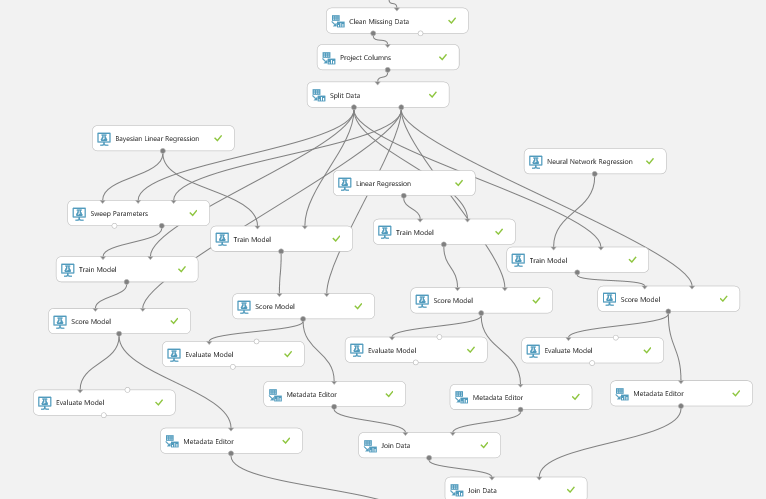 Clean Missing Data
Project Columns
Split Data
Bayesian Linear Regression
Neural Network Regression
Linear Regression
Sweep Parameters
Train Model
Train Model
Train Model
Train Model
Score Model
Score Model
Score Model
Score Model
Evaluate Model
Evaluate Model
Evaluate Model
Metadata Editor
Metadata Editor
Metadata Editor
Evaluate Model
Metadata Editor
Join Data
Join Data